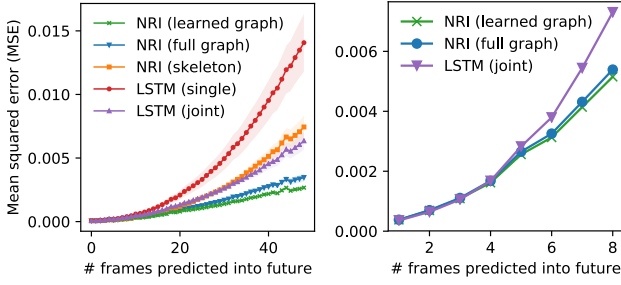 Mean squared error (MSE)
0.015
0.010
0.005
0.000
NRI (learned graph)
NRI (full graph)
NRI (skeleton)
LSTM (single)
LSTM (joint)
0 20 40
# frames predicted into future
0.006
0.004
0.002
0.000
NRI (learned graph)
NRI (full graph)
LSTM (joint)
2 4 6 8
# frames predicted into future